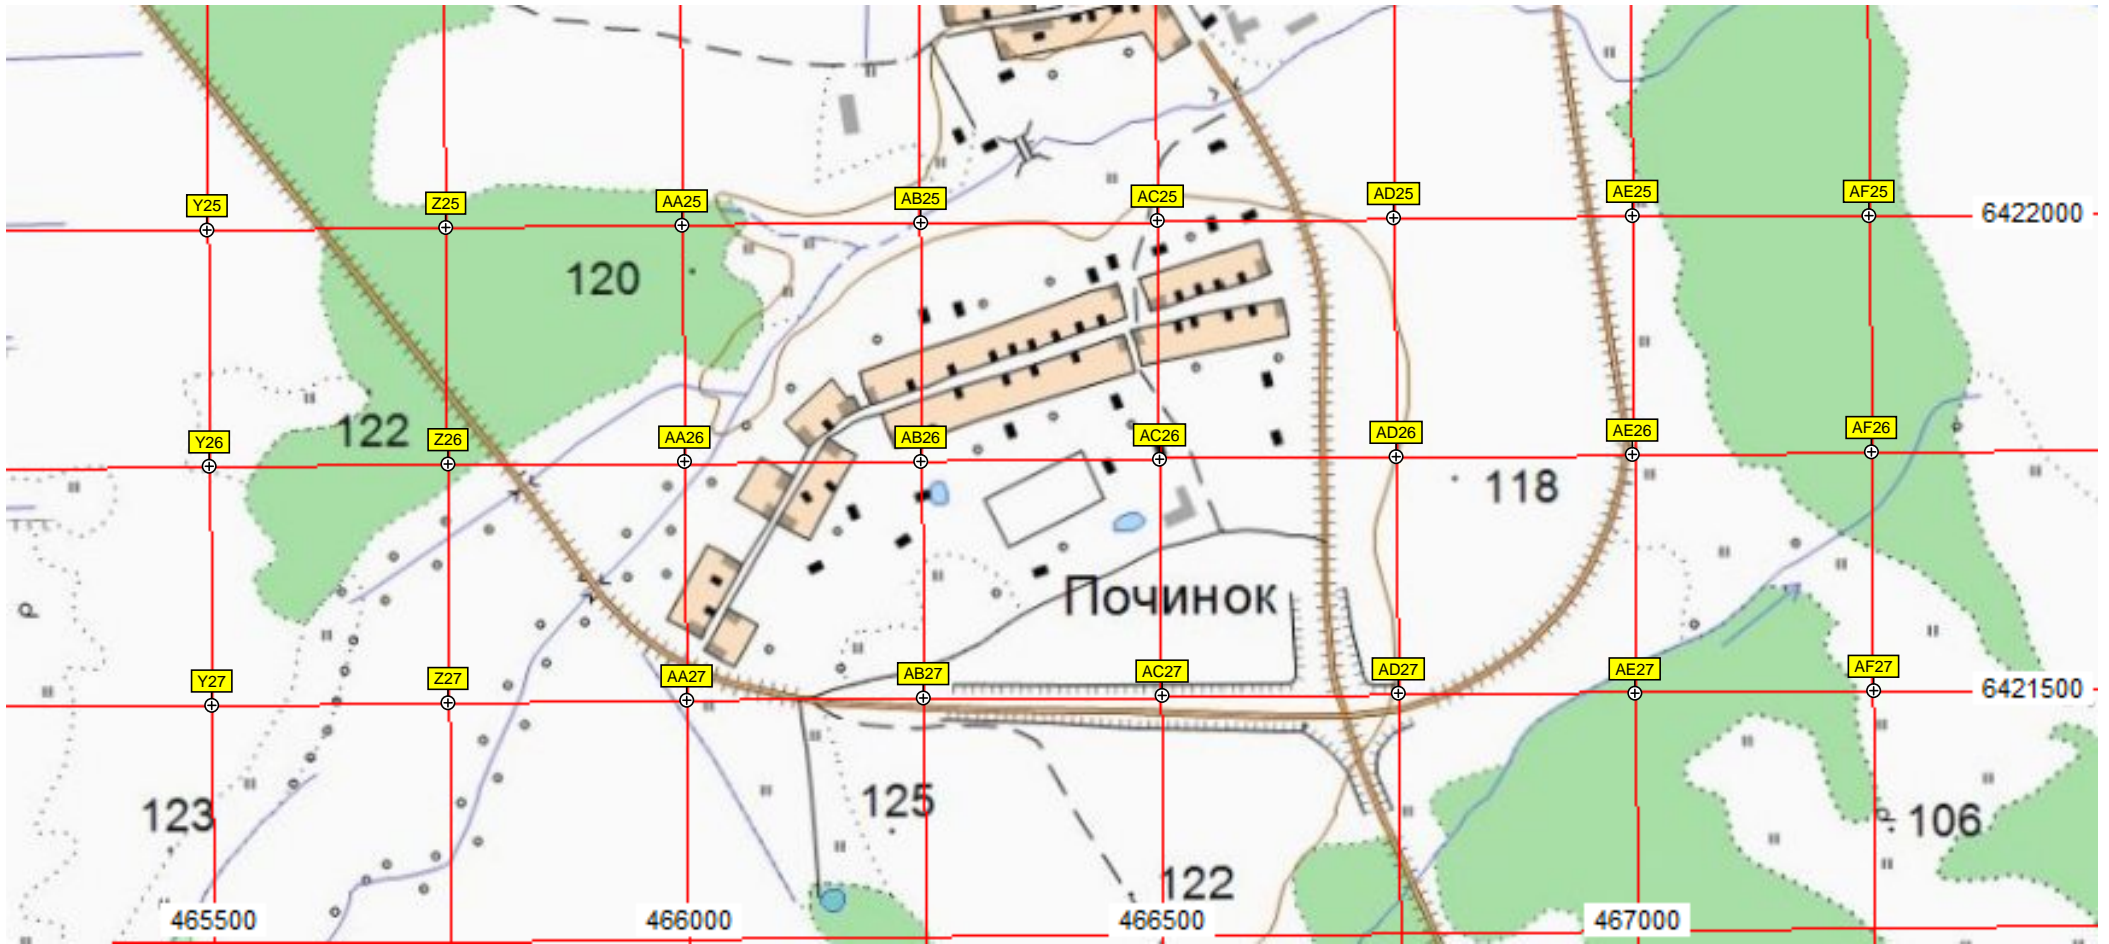 Y25 Z25 AA25 AB25 AC25 AD25 AE25 AF25
6422000
120
122
Y26 Z26 AA26 AB26 AC26 AD26 AE26 AF26
118
Починок
Y27 Z27 AA27 AB27 AC27 AD27 AE27 AF27
6421500
123
125
106
122
465500 466000 466500 467000